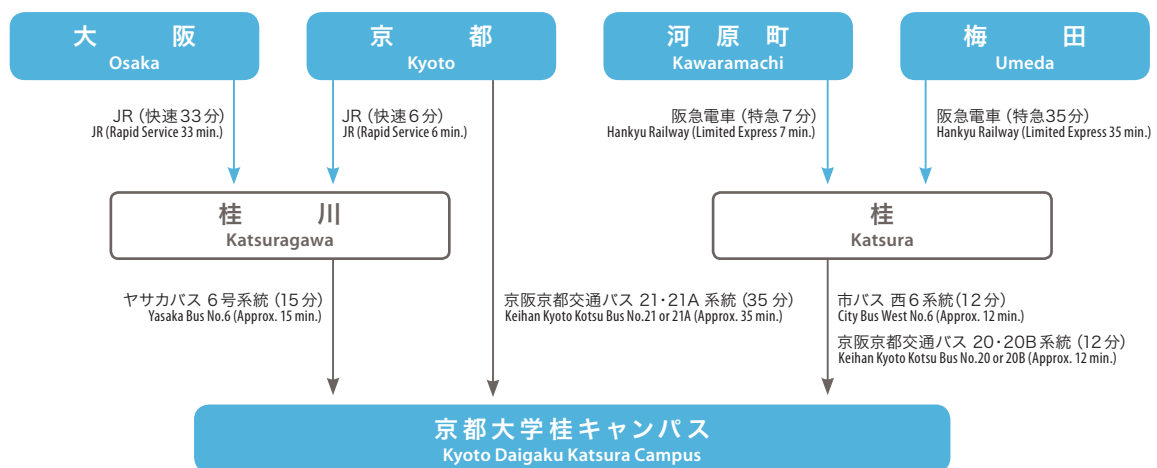 大阪
Osaka
京都
Kyoto
河原町
Kawaramachi
梅田
Umeda
JR（快速33分）
JR (Rapid Service 33 min.)
JR（快速6分）
JR (Rapid Service 6 min.)
阪急電車（特急7分）
Hankyu Railway (Limited Express 7 min.)
阪急電車（特急35分）
Hankyu Railway (Limited Express 35 min.)
桂川
Katsuragawa
桂
Katsura
ヤサカバス 6号系統（15分）
Yasaka Bus No.6 (Approx. 15 min.)
京阪京都交通バス 21・21A 系統（35分）
Keihan Kyoto Kotsu Bus No.21 or 21A (Approx. 35 min.)
市バス 西6系統（12分）
City Bus West No.6 (Approx. 12 min.)
京阪京都交通バス 20・20B系統（12分）
Keihan Kyoto Kotsu Bus No.20 or 20B (Approx. 12 min.)
京都大学桂キャンパス
Kyoto Daigaku Katsura Campus